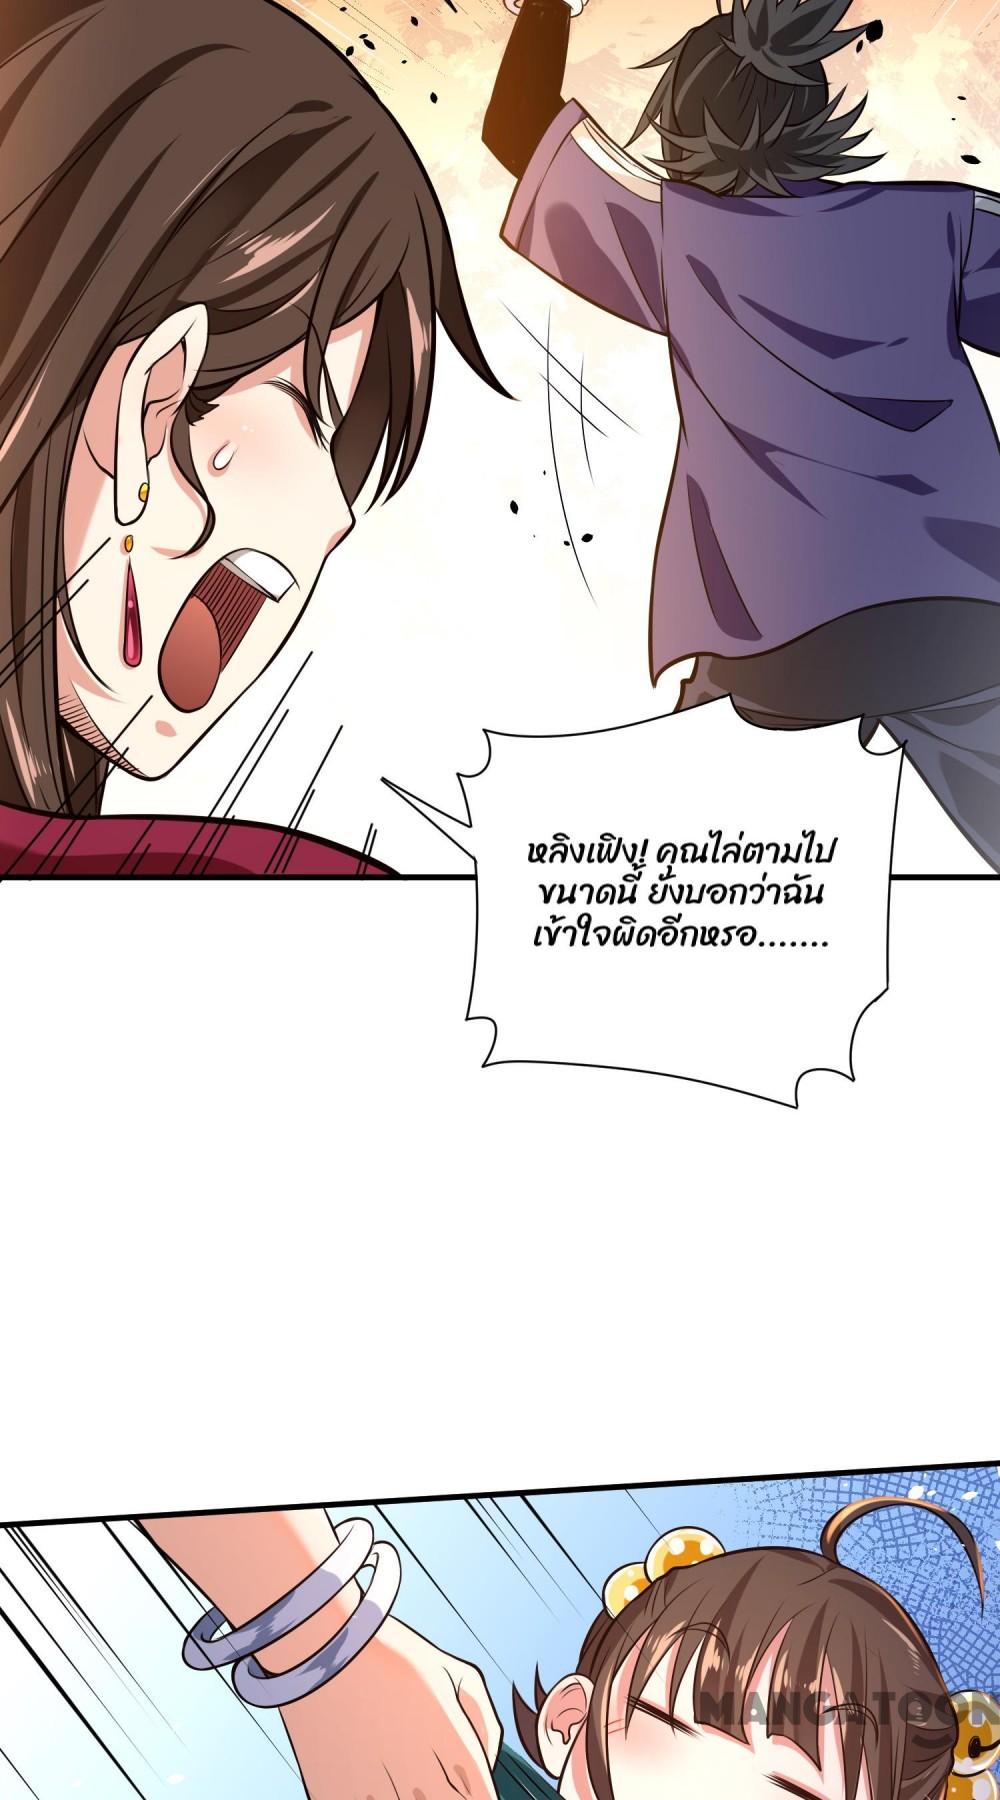 หลิงเฟิง! คุณไล่ตามไป
ขนาดนี้ ยังบอกว่าฉัน
เข้าใจผิดอีกหรอ.......
MANGATOON